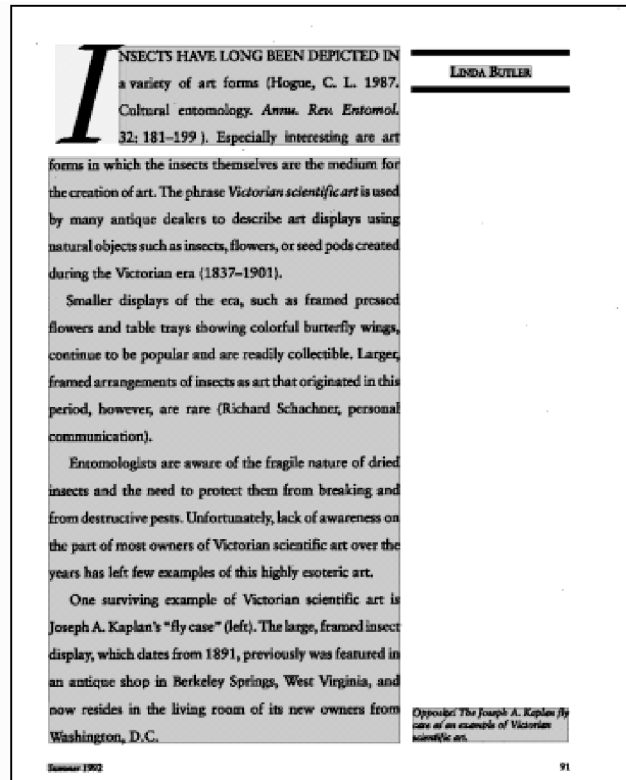 INSECTS HAVE LONG BEEN DEPICTED IN
a variety of art forms (Hogue, C. L. 1987.
Cultural entomology. Annu. Rev. Entomol.
32: 181–199 ). Especially interesting are art
forms in which the insects themselves are the medium for
the creation of art. The phrase Victorian scientific art is used
by many antique dealers to describe art displays using
natural objects such as insects, flowers, or seed pods created
during the Victorian era (1837–1901).
Smaller displays of the era, such as framed pressed
flowers and table trays showing colorful butterfly wings,
continue to be popular and are readily collectible. Larger,
framed arrangements of insects as art that originated in this
period, however, are rare (Richard Schachner, personal
communication).
Entomologists are aware of the fragile nature of dried
insects and the need to protect them from breaking and
from destructive pests. Unfortunately, lack of awareness on
the part of most owners of Victorian scientific art over the
years has left few examples of this highly esoteric art.
One surviving example of Victorian scientific art is
Joseph A. Kaplan's "fly case" (left). The large, framed insect
display, which dates from 1891, previously was featured in
an antique shop in Berkeley Springs, West Virginia, and
now resides in the living room of its new owners from
Washington, D.C.
LINDA BUTLER
Opposite: The Joseph A. Kaplan fly
case as an example of Victorian
scientific art.
Summer 1992
91